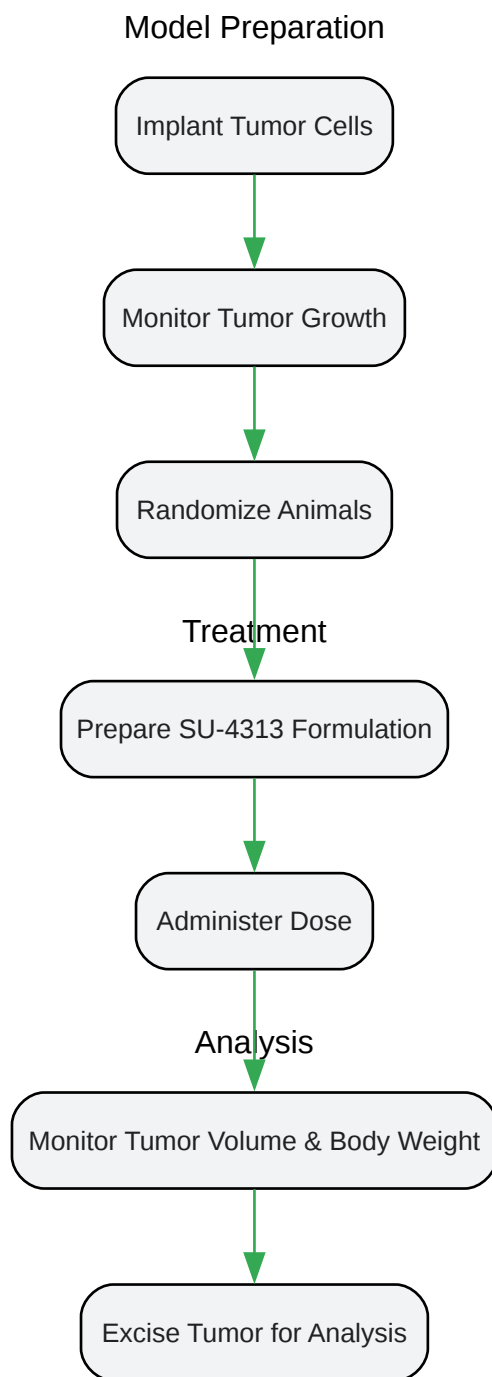 Model Preparation
Implant Tumor Cells
Monitor Tumor Growth
Randomize Animals
Treatment
Prepare SU-4313 Formulation
Administer Dose
Analysis
Monitor Tumor Volume & Body Weight
Excise Tumor for Analysis